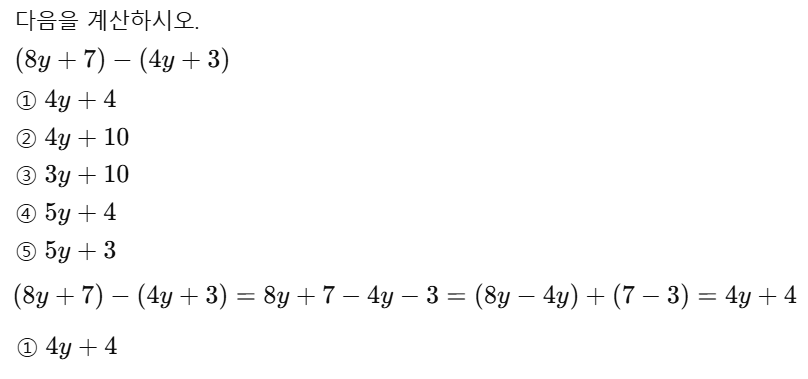 다음을 계산하시오.
(8y + 7) − (4y + 3)
① 4y + 4
② 4y + 10
③ 3y + 10
④ 5y + 4
⑤ 5y + 3
(8y + 7) − (4y + 3) = 8y + 7 − 4y − 3 = (8y − 4y) + (7 − 3) = 4y + 4
① 4y + 4